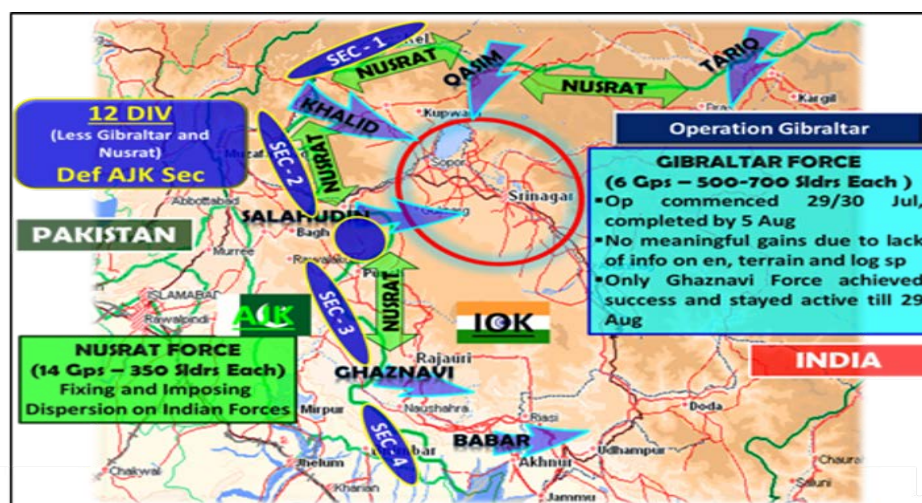 SEC - 1
NUSRAT
QASIM
NUSRAT
TARIQ
Kargil
KHALID
Kupwa
12 DIV
(Less Gibraltar and
Nusrat)
Def AJK Sec
SEC - 2
NUSRAT
Sopor
Srinagar
Operation Gibraltar
GIBRALTAR FORCE
(6 Gps – 500-700 Sldrs Each )
▪Op commenced 29/30 Jul,
completed by 5 Aug
▪No meaningful gains due to lack
of info on en, terrain and log sp
▪Only Ghaznavi Force achieved
success and stayed active till 29
Aug
Abbottabad
SALAHUDIN
Bagh
PAKISTAN
Murree
NUSRAT
ISLAMABAD
Rawalpindi
AJK
SEC - 3
IOK
INDIA
NUSRAT FORCE
(14 Gps – 350 Sldrs Each)
Fixing and Imposing
Dispersion on Indian Forces
Rajauri
GHAZNAVI
Mirpur
Naushahra
Riasi
Doda
SEC-4
BABAR
Udhampur
Chakwal
Jhelum
Akhnur
Kharian
Jammu
Chaura
Saluni